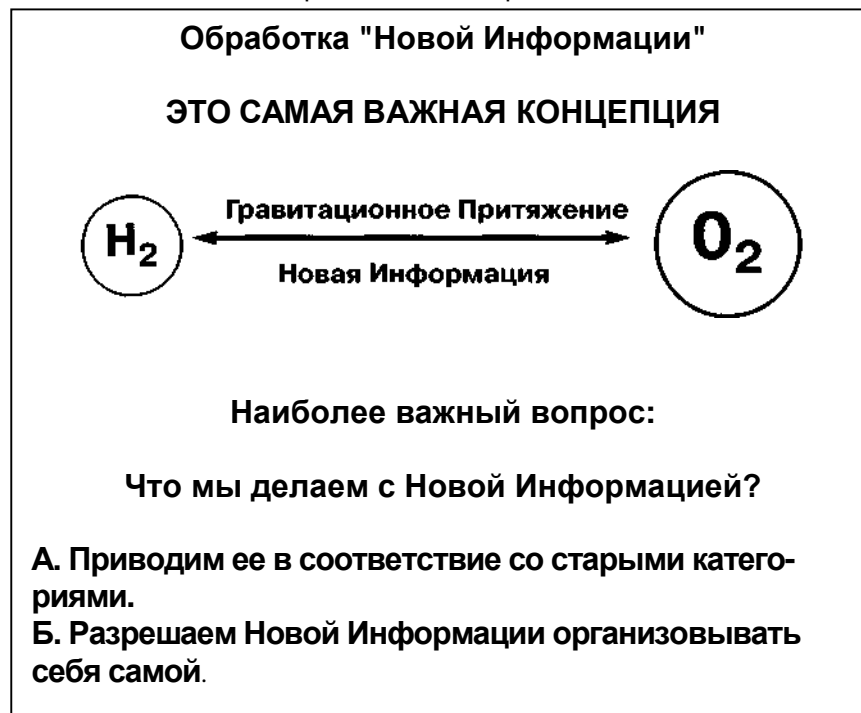 Обработка "Новой Информации"
ЭТО САМАЯ ВАЖНАЯ КОНЦЕПЦИЯ
Гравитационное Притяжение
H₂
O₂
Новая Информация
Наиболее важный вопрос:
Что мы делаем с Новой Информацией?
А. Приводим ее в соответствие со старыми катего-
риями.
Б. Разрешаем Новой Информации организовывать
себя самой.